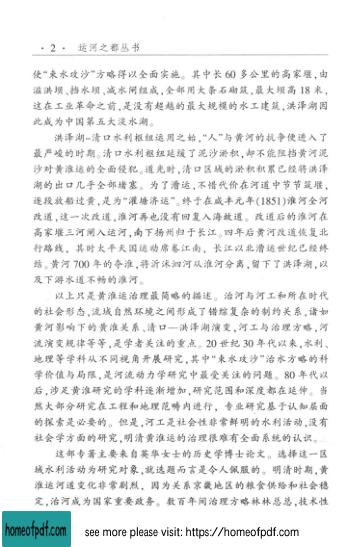 · 2 · 运河之都丛书
使“束水攻沙”方略得以全面实施。其中长 60 多公里的高家堰,由
溢洪坝、挡水坝、减水闸组成,全部用大条石砌筑,最大坝高 18 米,
这在工业革命之前,是没有超越的最大规模的水工建筑,洪泽湖因
此成为中国第五大淡水湖。
洪泽湖–清口水利枢纽运用之始,“人”与黄河的抗争便进入了
最严峻的时期。清口水利枢纽延缓了泥沙淤积,却不能阻挡黄河泥
沙对黄淮运的全面侵犯。道光时,清口区域的淤积积累已经将洪泽
湖的出口几乎全部堵塞。为了漕运,不惜代价在河道中节节筑堰,
逐段放船过黄,是为“灌塘济运”。终于在咸丰元年(1851)淮河全河
改道,这一次改道,淮河再也没有回复入海故道。改道后的淮河在
高家堰三河闸入运河,南下扬州归于长江。四年后黄河改道恢复北
行路线,其时太平天国运动席卷江南,长江以北漕运世纪已经终
结。黄河 700 年的夺淮,将沂沭泗河从淮河分离,留下了洪泽湖,以
及下游水道不畅的淮河。
以上只是黄淮运治理最简略的描述。治河与河工和所在时代
的社会形态,流域自然环境之间形成了错综复杂的制约关系,诸如
黄河影响下的黄淮关系、清口—洪泽湖演变,河工与治理方略,河
流演变规律等等,是学者关注的重点。20 世纪 30 年代以来,水利、
地理等学科从不同视角开展研究,其中“束水攻沙”治水方略的科
学价值与局限,是河流动力学研究中最受关注的问题。80 年代以
后,涉足黄淮研究的学科逐渐增加,研究范围和深度都在延伸。当
然大部分研究在工程和地理范畴内进行,专业研究基于认知层面
的探索是必要的。但是,河工是社会性非常鲜明的水利活动,没有
社会学方面的研究,明清黄淮运的治理很难有全面系统的认识。
这部专著主要来自英华女士的历史学博士论文。选择这一区
域水利活动为研究对象,就选题而言是令人佩服的。明清时期,黄
淮运河道变化非常剧烈,因为关系京畿地区的粮食供给和社会稳
定,治河成为国家重要政务。数百年间治理方略林林总总,技术性
homeofpdf.com
see more please visit: https://homeofpdf.com